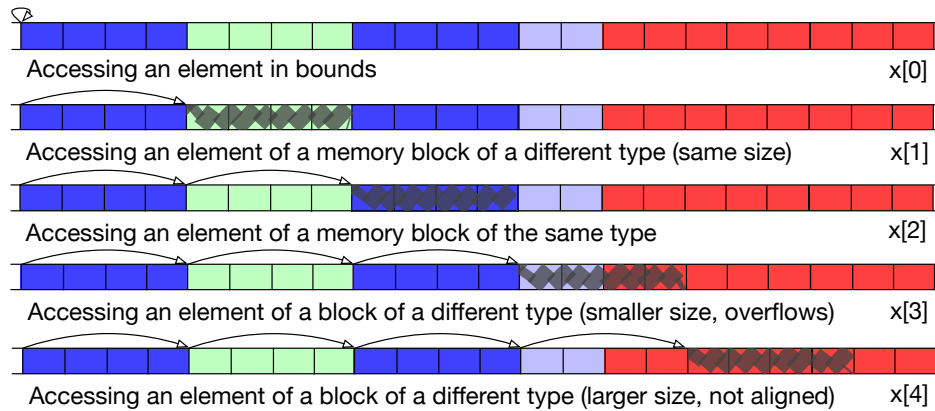 Accessing an element in bounds x[0]
Accessing an element of a memory block of a different type (same size) x[1]
Accessing an element of a memory block of the same type x[2]
Accessing an element of a block of a different type (smaller size, overflows) x[3]
Accessing an element of a block of a different type (larger size, not aligned) x[4]